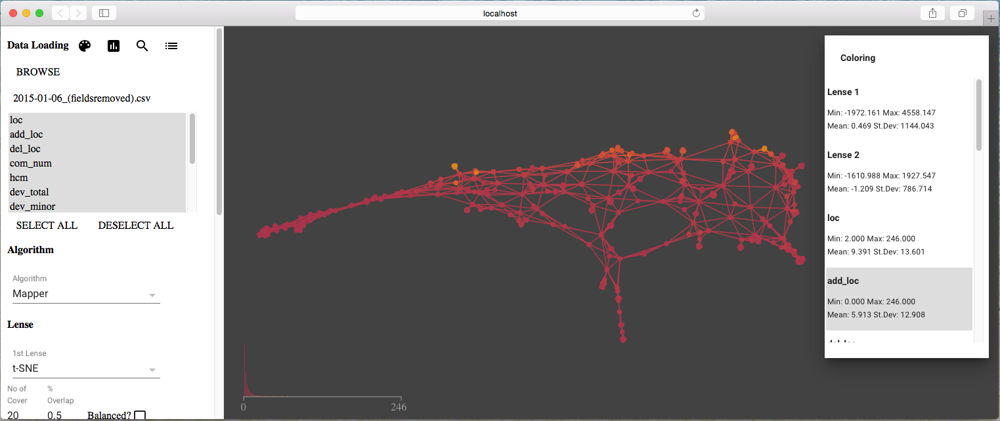 localhost
Data Loading
BROWSE
2015-01-06_(fieldsremoved).csv
loc
add_loc
del_loc
com_num
hcm
dev_total
dev_minor
SELECT ALL DESELECT ALL
Algorithm
Algorithm
Mapper
Lense
1st Lense
t-SNE
No of %
Cover Overlap
20 0.5 Balanced?
0 246
Coloring
Lense 1
Min: -1972.161 Max: 4558.147
Mean: 0.469 St.Dev: 1144.043
Lense 2
Min: -1610.988 Max: 1927.547
Mean: -1.209 St.Dev: 786.714
loc
Min: 2.000 Max: 246.000
Mean: 9.391 St.Dev: 13.601
add_loc
Min: 0.000 Max: 246.000
Mean: 5.913 St.Dev: 12.908